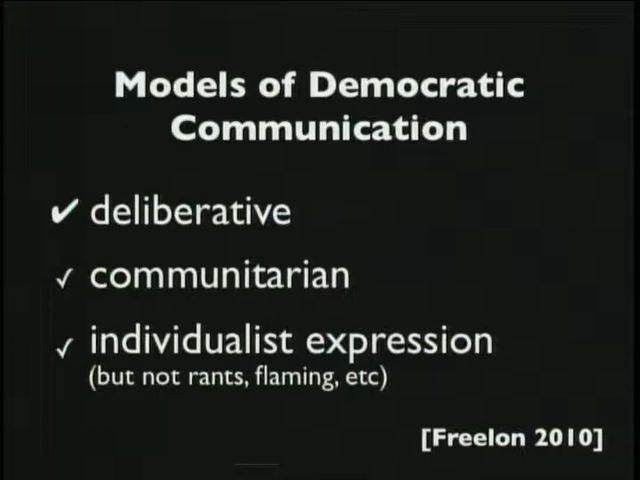 Models of Democratic
Communication
✔ deliberative
✓ communitarian
✓ individualist expression
(but not rants, flaming, etc)
[Freelon 2010]